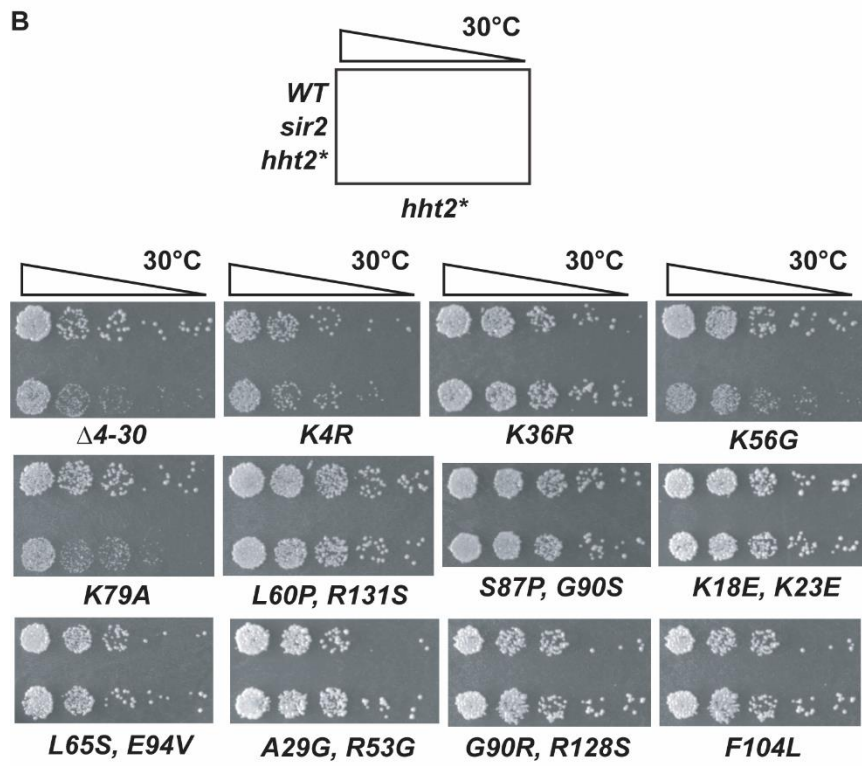 B
30°C
WT
sir2
hht2*
hht2*
30°C 30°C 30°C 30°C
Δ4-30 K4R K36R K56G
K79A L60P, R131S S87P, G90S K18E, K23E
L65S, E94V A29G, R53G G90R, R128S F104L